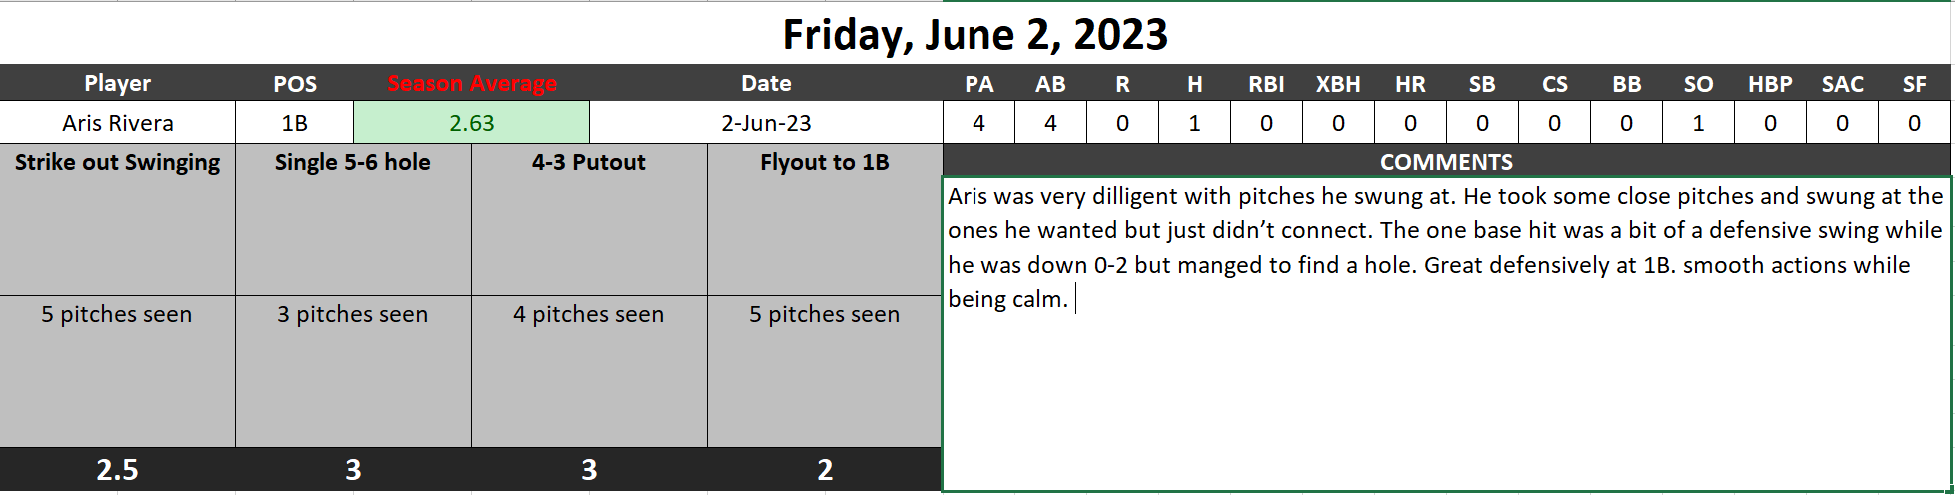 Friday, June 2, 2023
Player POS Season Average Date PA AB R H RBI XBH HR SB CS BB SO HBP SAC SF
Aris Rivera 1B 2.63 2-Jun-23 4 4 0 1 0 0 0 0 0 0 1 0 0 0
Strike out Swinging Single 5-6 hole 4-3 Putout Flyout to 1B COMMENTS
Aris was very dilligent with pitches he swung at. He took some close pitches and swung at the
ones he wanted but just didn’t connect. The one base hit was a bit of a defensive swing while
he was down 0-2 but manged to find a hole. Great defensively at 1B. smooth actions while
being calm.
5 pitches seen 3 pitches seen 4 pitches seen 5 pitches seen
2.5 3 3 2